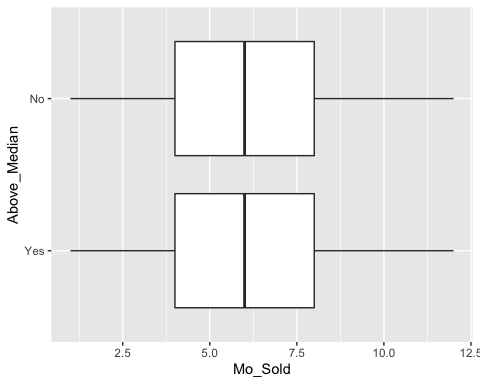 No
Above_Median
Yes
2.5 5.0 7.5 10.0 12.5
Mo_Sold